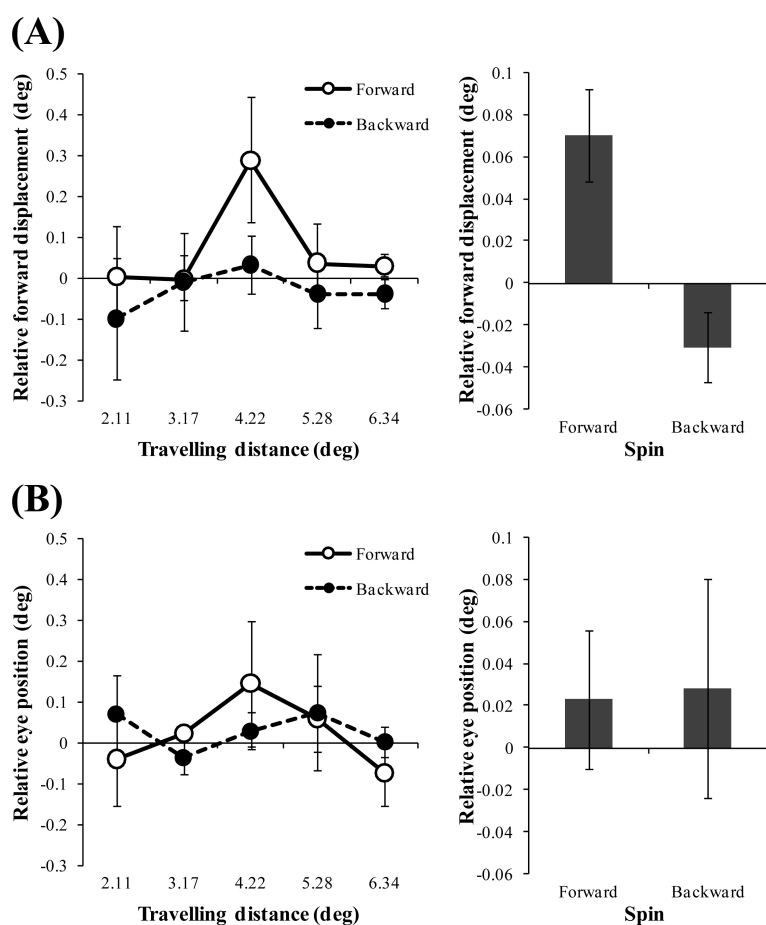 (A)
Relative forward displacement (deg)
0.5
0.4
0.3
0.2
0.1
0
-0.1
-0.2
-0.3
Forward
Backward
2.11 3.17 4.22 5.28 6.34
Travelling distance (deg)
Relative forward displacement (deg)
0.1
0.08
0.06
0.04
0.02
0
-0.02
-0.04
-0.06
Forward Backward
Spin
(B)
Relative eye position (deg)
0.5
0.4
0.3
0.2
0.1
0
-0.1
-0.2
-0.3
Forward
Backward
2.11 3.17 4.22 5.28 6.34
Travelling distance (deg)
Relative eye position (deg)
0.1
0.08
0.06
0.04
0.02
0
-0.02
-0.04
-0.06
Forward Backward
Spin